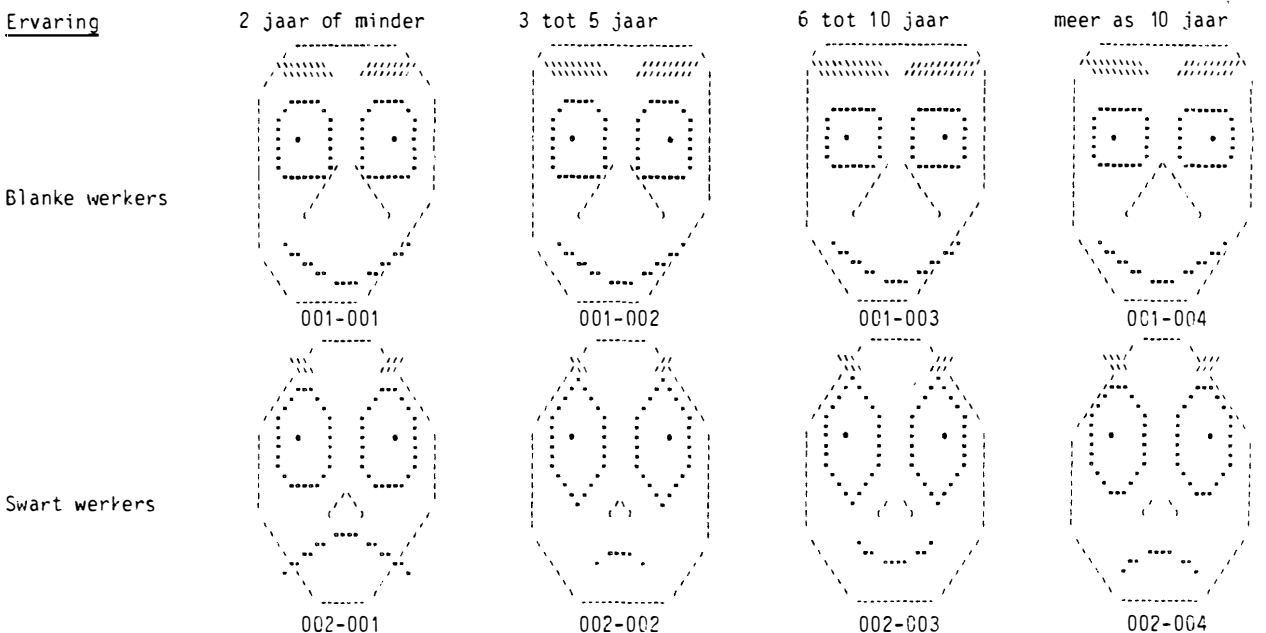 Ervaring 2 jaar of minder 3 tot 5 jaar 6 tot 10 jaar meer as 10 jaar
Blanke werkers
001-001 001-002 001-003 001-004
Swart werkers
002-001 002-002 002-003 002-004